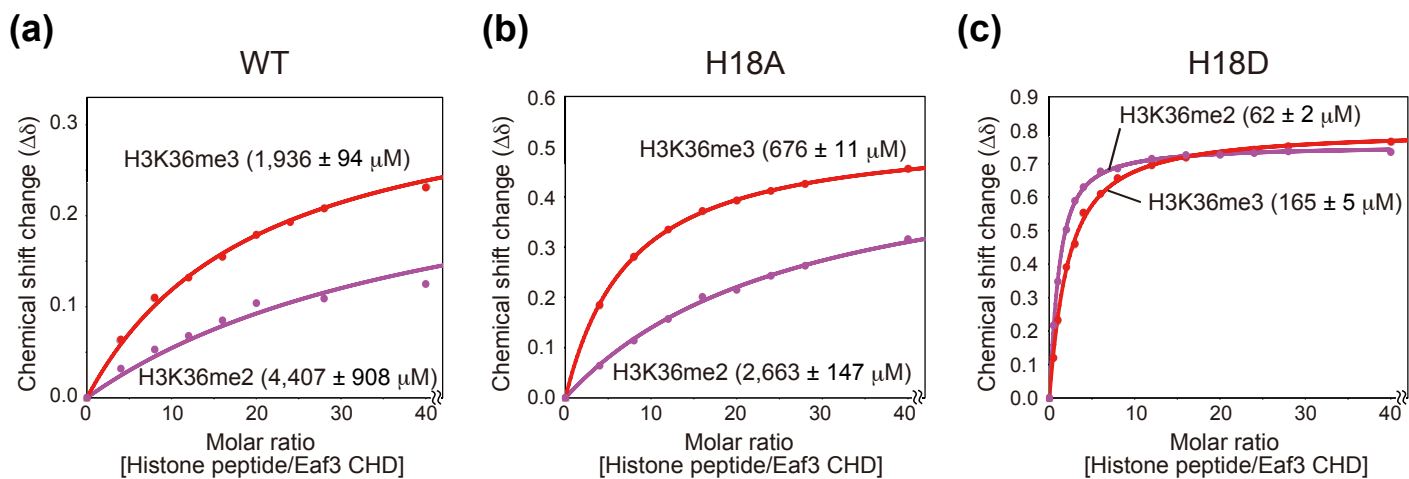 (a)
WT
Chemical shift change (Δδ)
0.3
0.2
0.1
0.0
H3K36me3 (1,936 ± 94 μM)
H3K36me2 (4,407 ± 908 μM)
0
10
20
30
40
Molar ratio
[Histone peptide/Eaf3 CHD]
(b)
H18A
Chemical shift change (Δδ)
0.6
0.5
0.4
0.3
0.2
0.1
0.0
H3K36me3 (676 ± 11 μM)
H3K36me2 (2,663 ± 147 μM)
0
10
20
30
40
Molar ratio
[Histone peptide/Eaf3 CHD]
(c)
H18D
Chemical shift change (Δδ)
0.9
0.8
0.7
0.6
0.5
0.4
0.3
0.2
0.1
0.0
H3K36me2 (62 ± 2 μM)
H3K36me3 (165 ± 5 μM)
0
10
20
30
40
Molar ratio
[Histone peptide/Eaf3 CHD]